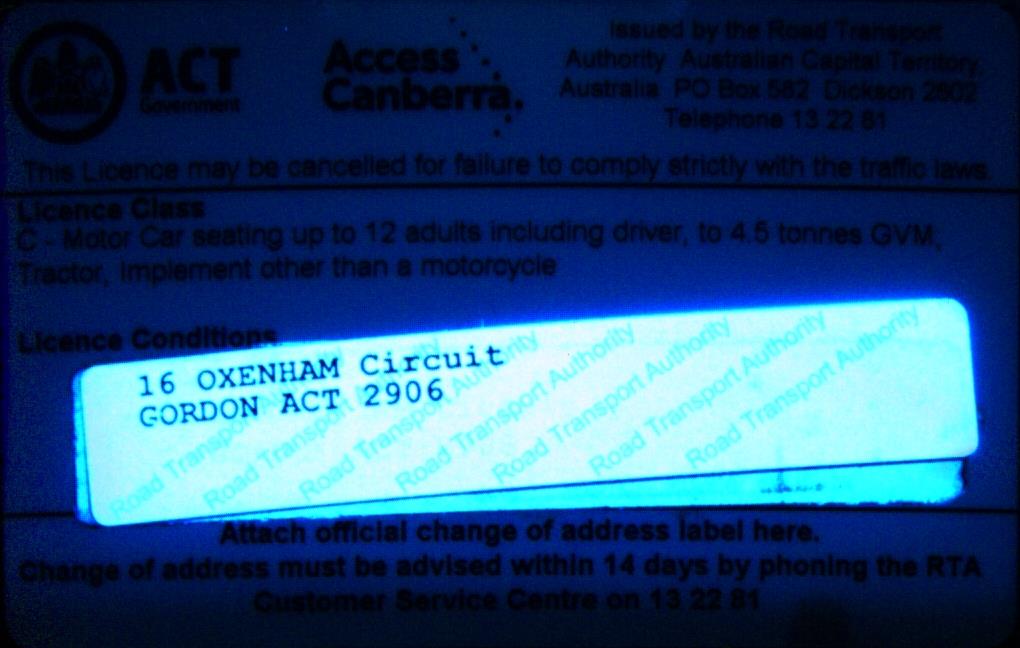 ACT
Government
Access
Canberra.
Issued by the Road Transport
Authority Australian Capital Territory,
Australia PO Box 582 Dickson 2602
Telephone 13 22 81
This Licence may be cancelled for failure to comply strictly with the traffic laws.
Licence Class
C - Motor Car seating up to 12 adults including driver, to 4.5 tonnes GVM,
Tractor, Implement other than a motorcycle
Licence Conditions
16 OXENHAM Circuit
GORDON ACT 2906
Road Transport Authority
Road Transport Authority
Road Transport Authority
Road Transport Authority
Road Transport Authority
Road Transport Authority
Road Transport Authority
Attach official change of address label here.
Change of address must be advised within 14 days by phoning the RTA
Customer Service Centre on 13 22 81